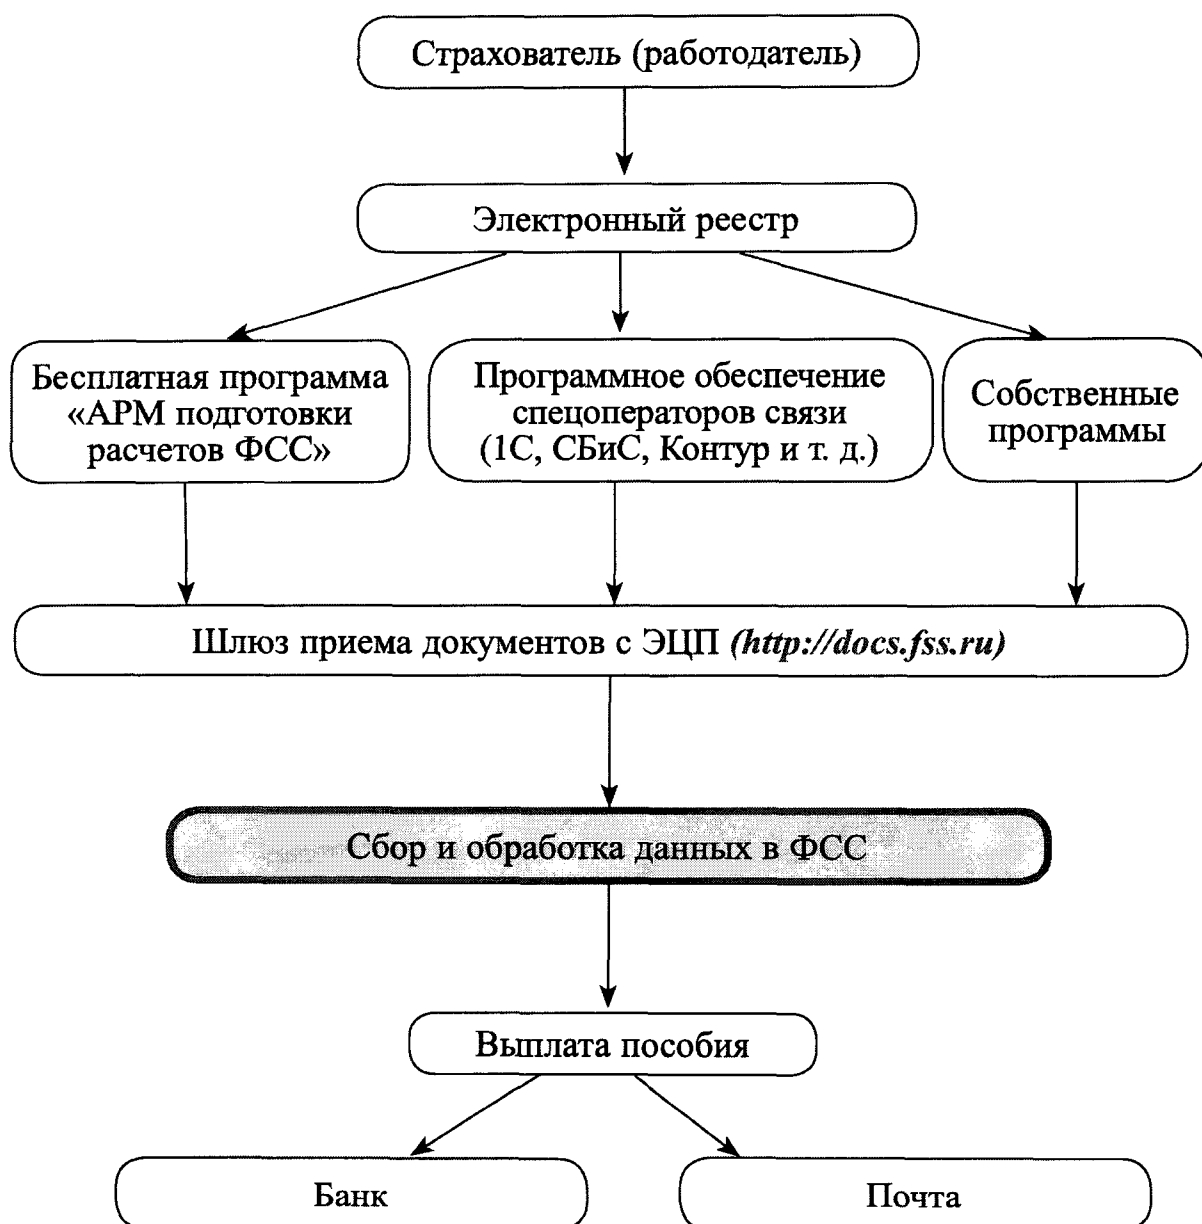 Страхователь (работодатель)
Электронный реестр
Бесплатная программа
«АРМ подготовки
расчетов ФСС»
Программное обеспечение
спецоператоров связи
(1С, СБиС, Контур и т. д.)
Собственные
программы
Шлюз приема документов с ЭЦП (http://docs.fss.ru)
Сбор и обработка данных в ФСС
Выплата пособия
Банк
Почта